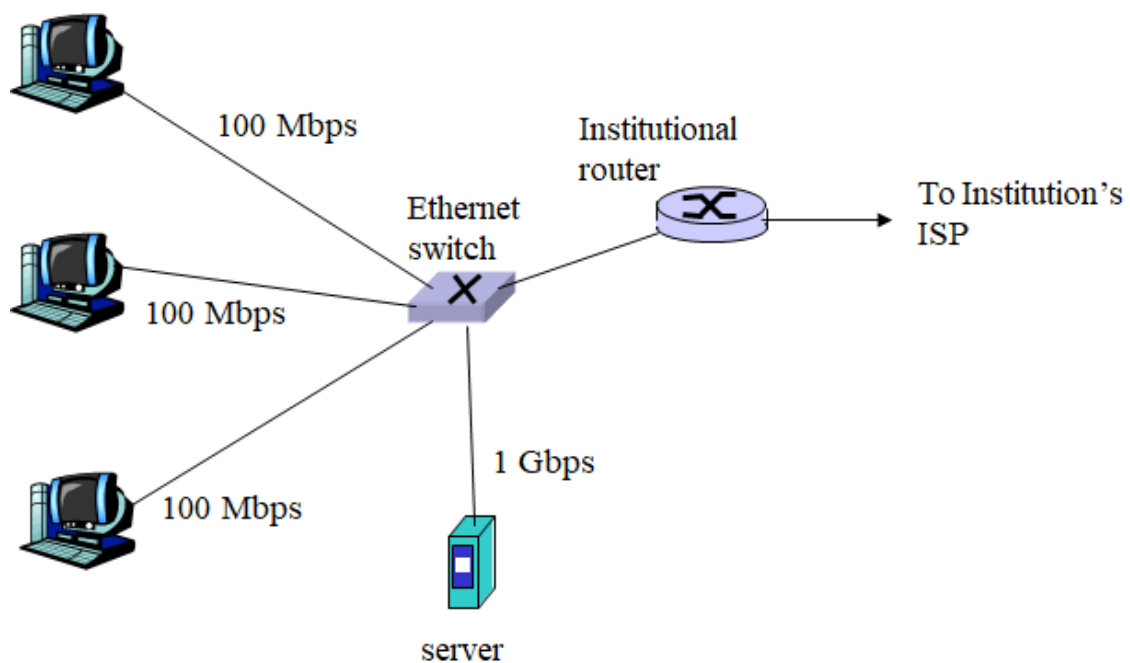 100 Mbps
Institutional
router
To Institution’s
ISP
Ethernet
switch
100 Mbps
1 Gbps
100 Mbps
server